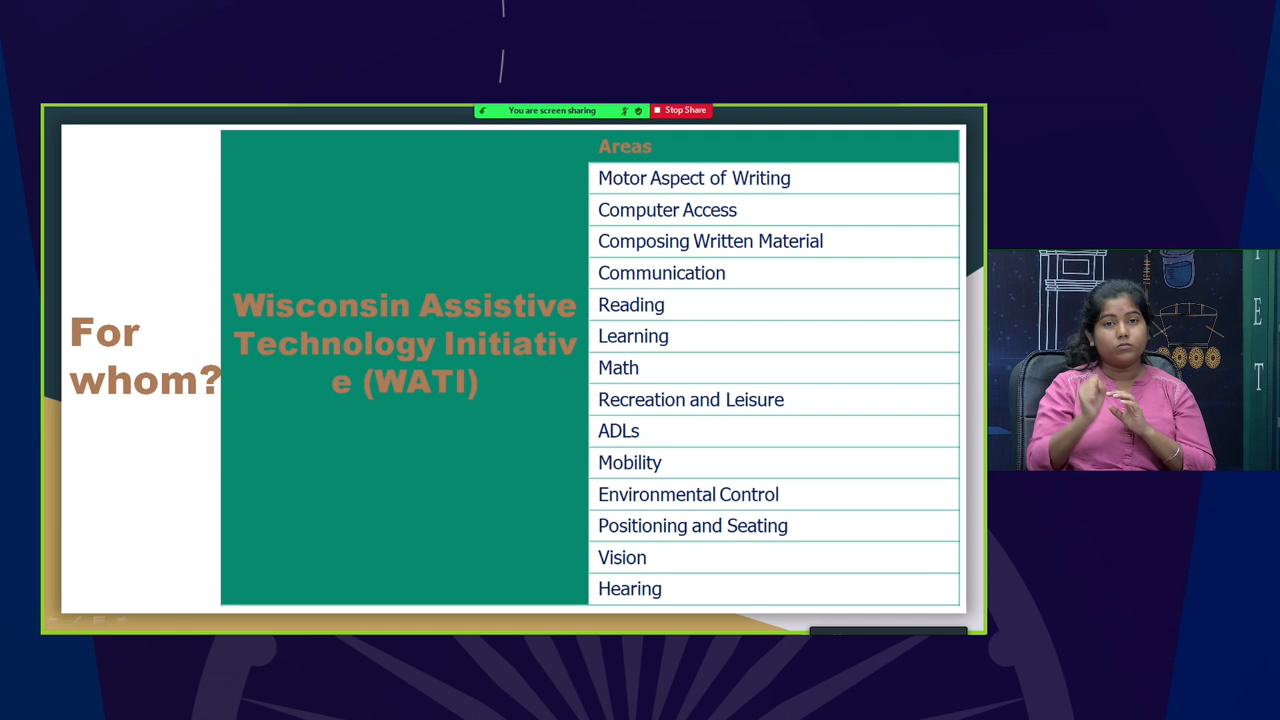 You are screen sharing
Stop Share
For
whom?
Wisconsin Assistive
Technology Initiativ
e (WATI)
Areas
Motor Aspect of Writing
Computer Access
Composing Written Material
Communication
Reading
Learning
Math
Recreation and Leisure
ADLs
Mobility
Environmental Control
Positioning and Seating
Vision
Hearing
E
T